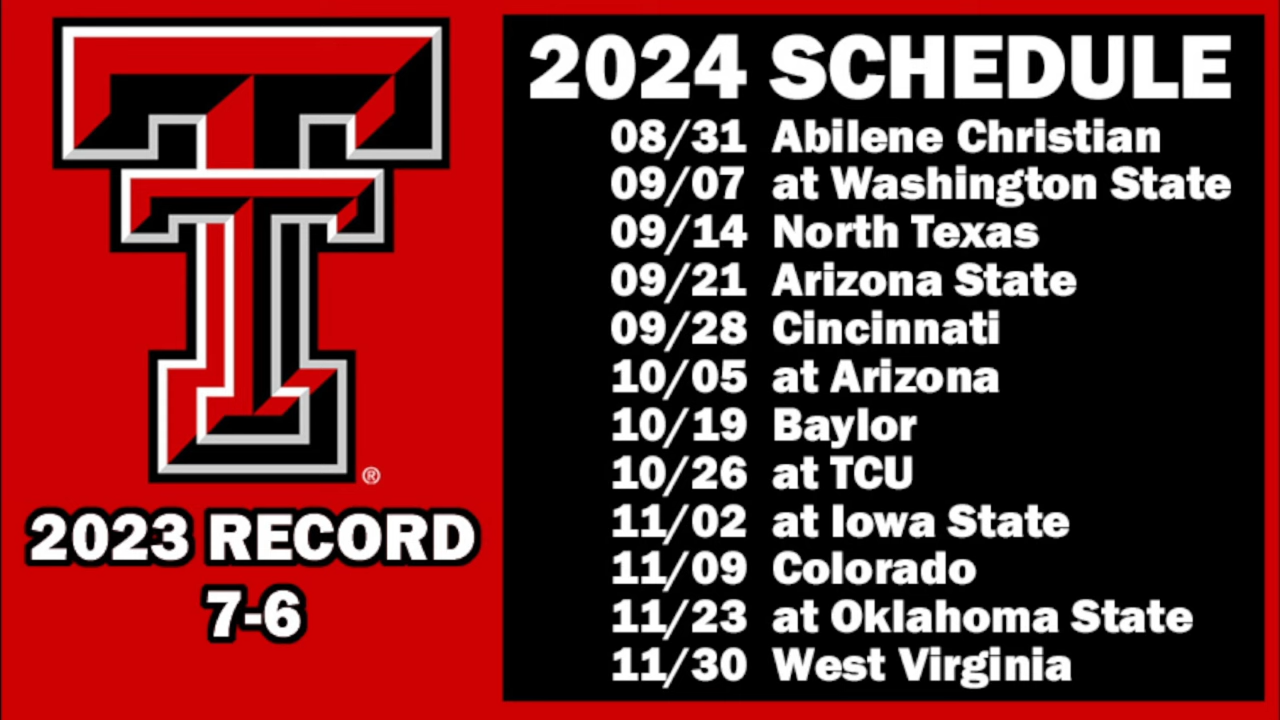 2023 RECORD
7-6
2024 SCHEDULE
08/31 Abilene Christian
09/07 at Washington State
09/14 North Texas
09/21 Arizona State
09/28 Cincinnati
10/05 at Arizona
10/19 Baylor
10/26 at TCU
11/02 at Iowa State
11/09 Colorado
11/23 at Oklahoma State
11/30 West Virginia